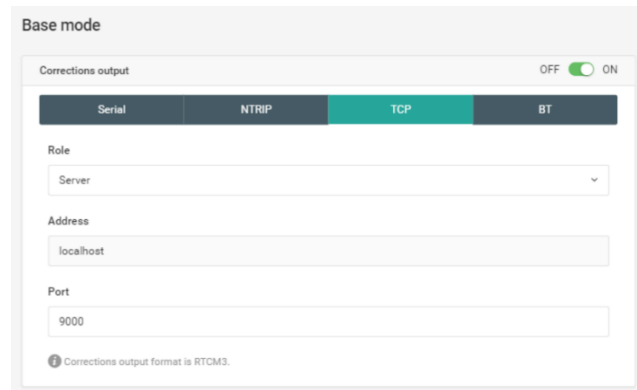 Base mode
Corrections output OFF ON
Serial NTRIP TCP BT
Role
Server
Address
localhost
Port
9000
Corrections output format is RTCM3.